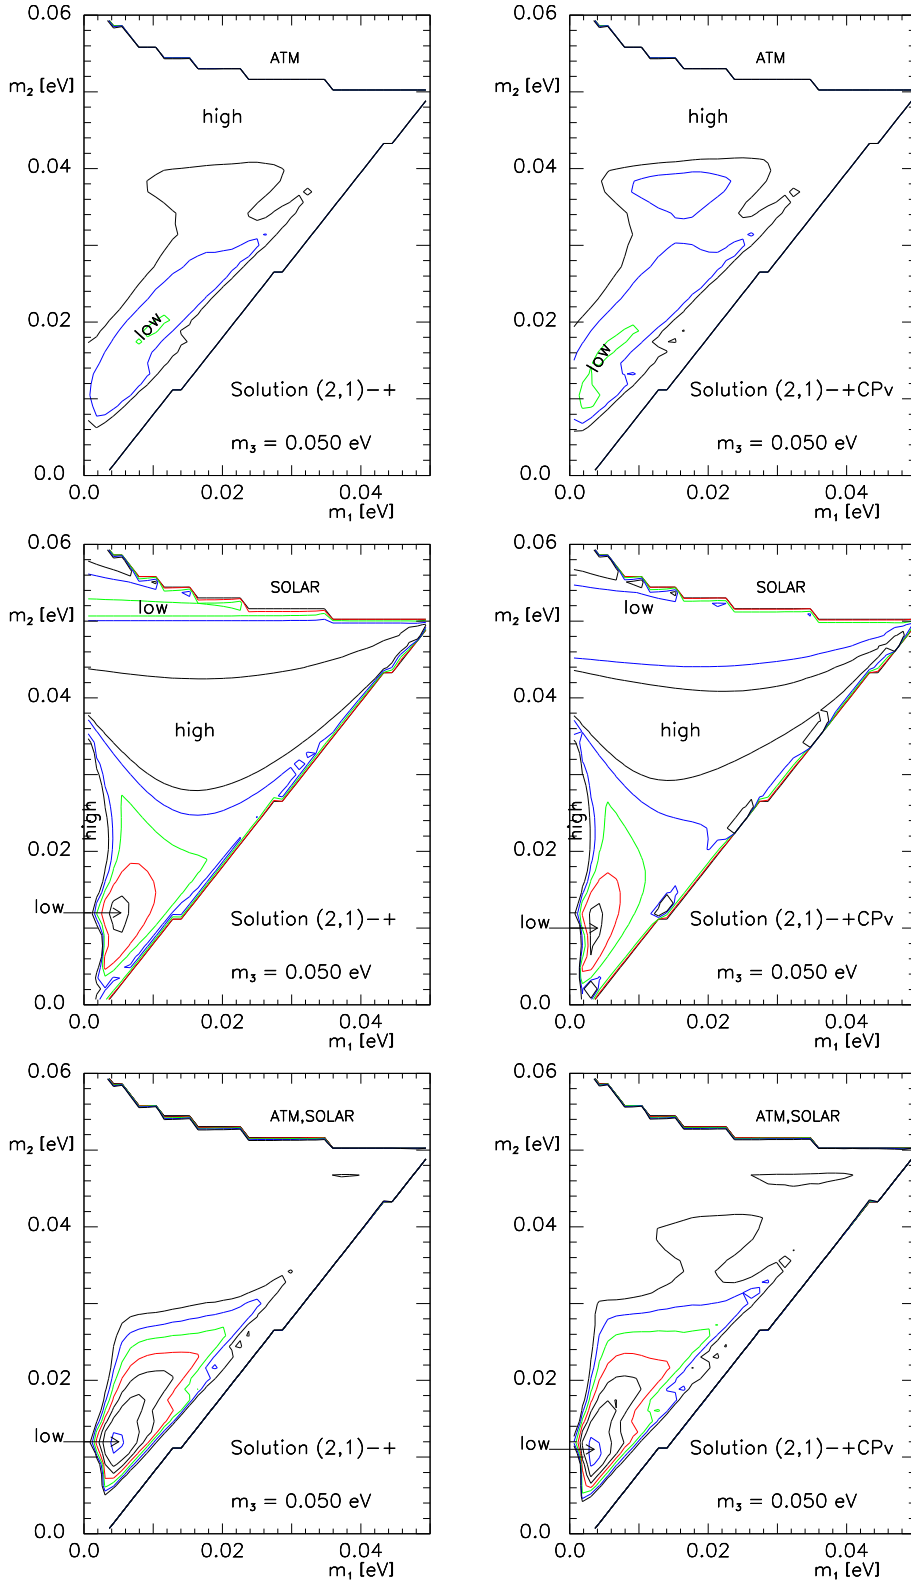 0.06
ATM
m₂ [eV]
high
0.04
0.02
low
Solution (2,1)−+
m₃ = 0.050 eV
0.0
0.0 0.02 0.04
m₁ [eV]
0.06
ATM
m₂ [eV]
high
0.04
0.02
low
Solution (2,1)−+CPv
m₃ = 0.050 eV
0.0
0.0 0.02 0.04
m₁ [eV]
0.06
SOLAR
m₂ [eV]
low
0.04
high
high
0.02
low
Solution (2,1)−+
m₃ = 0.050 eV
0.0
0.0 0.02 0.04
m₁ [eV]
0.06
SOLAR
m₂ [eV]
low
0.04
high
high
0.02
low
Solution (2,1)−+CPv
m₃ = 0.050 eV
0.0
0.0 0.02 0.04
m₁ [eV]
0.06
ATM,SOLAR
m₂ [eV]
0.04
0.02
low
Solution (2,1)−+
m₃ = 0.050 eV
0.0
0.0 0.02 0.04
m₁ [eV]
0.06
ATM,SOLAR
m₂ [eV]
0.04
0.02
low
Solution (2,1)−+CPv
m₃ = 0.050 eV
0.0
0.0 0.02 0.04
m₁ [eV]